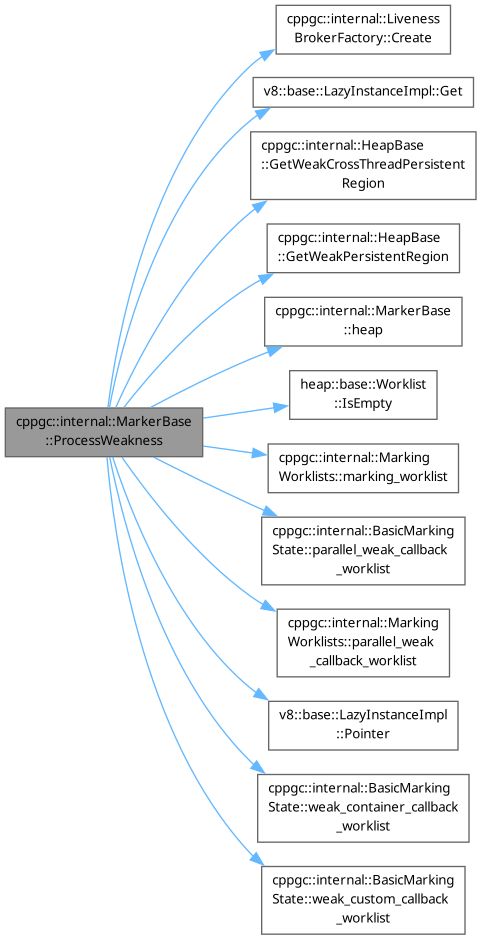 cppgc::internal::Liveness
BrokerFactory::Create
v8::base::LazyInstanceImpl::Get
cppgc::internal::HeapBase
::GetWeakCrossThreadPersistent
Region
cppgc::internal::HeapBase
::GetWeakPersistentRegion
cppgc::internal::MarkerBase
::heap
heap::base::Worklist
::IsEmpty
cppgc::internal::MarkerBase
::ProcessWeakness
cppgc::internal::Marking
Worklists::marking_worklist
cppgc::internal::BasicMarking
State::parallel_weak_callback
_worklist
cppgc::internal::Marking
Worklists::parallel_weak
_callback_worklist
v8::base::LazyInstanceImpl
::Pointer
cppgc::internal::BasicMarking
State::weak_container_callback
_worklist
cppgc::internal::BasicMarking
State::weak_custom_callback
_worklist